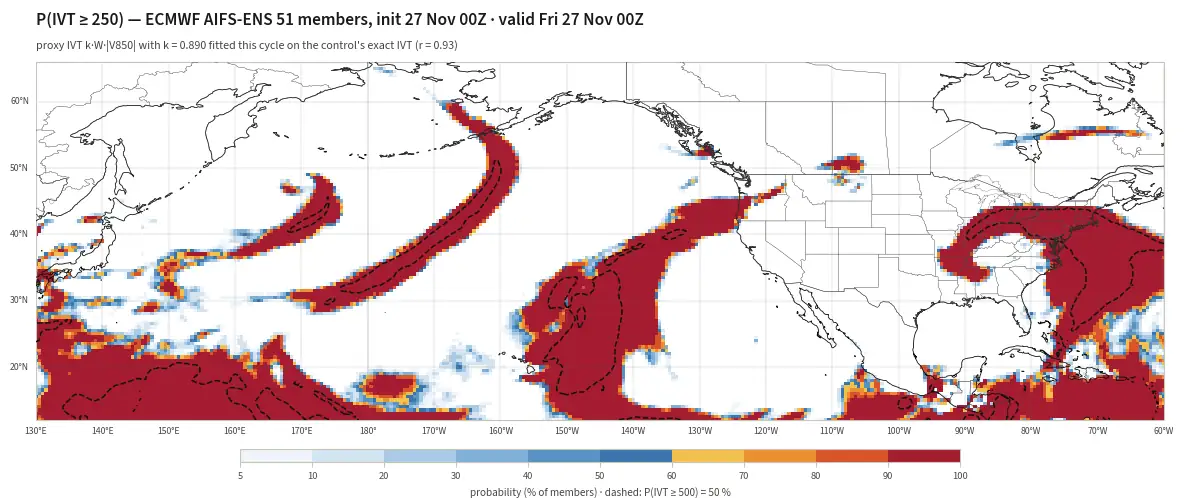 P(IVT ≥ 250) — ECMWF AIFS-ENS 51 members, init 27 Nov 00Z · valid Fri 27 Nov 00Z
proxy IVT k·W·|V850| with k = 0.890 fitted this cycle on the control's exact IVT (r = 0.93)
60°N
50°N
40°N
30°N
20°N
130°E 140°E 150°E 160°E 170°E 180° 170°W 160°W 150°W 140°W 130°W 120°W 110°W 100°W 90°W 80°W 70°W 60°W
5 10 20 30 40 50 60 70 80 90 100
probability (% of members) · dashed: P(IVT ≥ 500) = 50 %